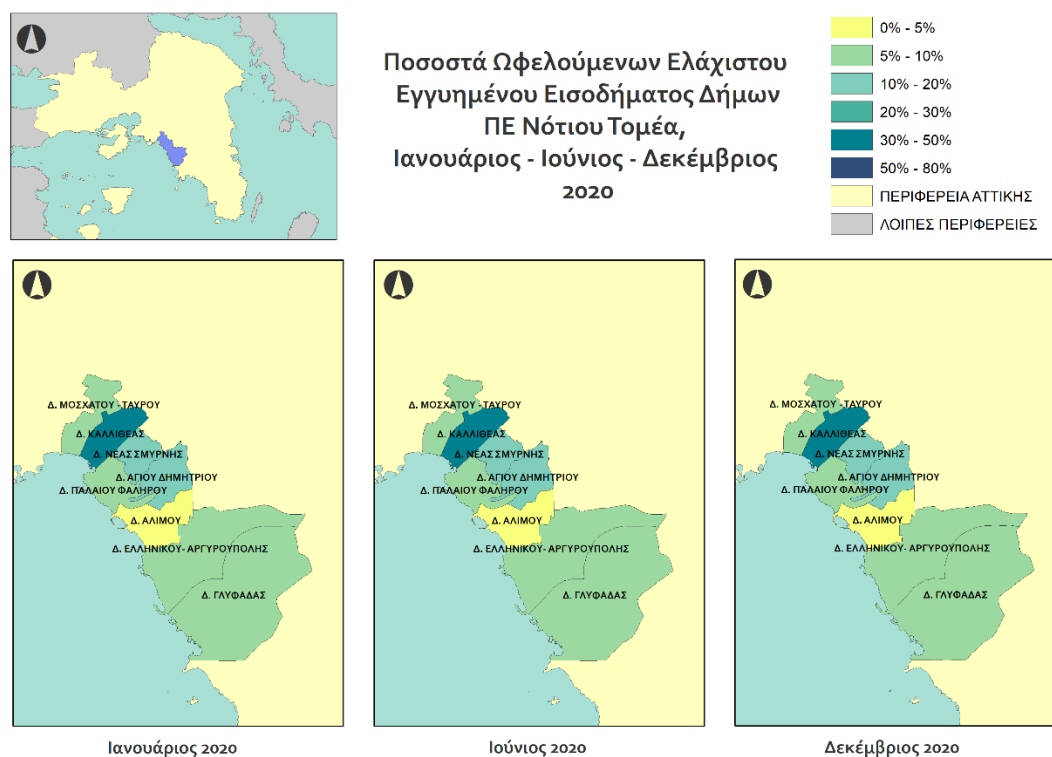 Ποσοστά Ωφελούμενων Ελάχιστου
Εγγυημένου Εισοδήματος Δήμων
ΠΕ Νότιου Τομέα,
Ιανουάριος - Ιούνιος - Δεκέμβριος
2020
0% - 5%
5% - 10%
10% - 20%
20% - 30%
30% - 50%
50% - 80%
ΠΕΡΙΦΕΡΕΙΑ ΑΤΤΙΚΗΣ
ΛΟΙΠΕΣ ΠΕΡΙΦΕΡΕΙΕΣ
Δ. ΜΟΣΧΑΤΟΥ - ΤΑΥΡΟΥ
Δ. ΚΑΛΛΙΘΕΑΣ
Δ. ΝΕΑΣ ΣΜΥΡΝΗΣ
Δ. ΑΓΙΟΥ ΔΗΜΗΤΡΙΟΥ
Δ. ΠΑΛΑΙΟΥ ΦΑΛΗΡΟΥ
Δ. ΑΛΙΜΟΥ
Δ. ΕΛΛΗΝΙΚΟΥ - ΑΡΓΥΡΟΥΠΟΛΗΣ
Δ. ΓΛΥΦΑΔΑΣ
Ιανουάριος 2020
Δ. ΜΟΣΧΑΤΟΥ - ΤΑΥΡΟΥ
Δ. ΚΑΛΛΙΘΕΑΣ
Δ. ΝΕΑΣ ΣΜΥΡΝΗΣ
Δ. ΑΓΙΟΥ ΔΗΜΗΤΡΙΟΥ
Δ. ΠΑΛΑΙΟΥ ΦΑΛΗΡΟΥ
Δ. ΑΛΙΜΟΥ
Δ. ΕΛΛΗΝΙΚΟΥ - ΑΡΓΥΡΟΥΠΟΛΗΣ
Δ. ΓΛΥΦΑΔΑΣ
Ιούνιος 2020
Δ. ΜΟΣΧΑΤΟΥ - ΤΑΥΡΟΥ
Δ. ΚΑΛΛΙΘΕΑΣ
Δ. ΝΕΑΣ ΣΜΥΡΝΗΣ
Δ. ΑΓΙΟΥ ΔΗΜΗΤΡΙΟΥ
Δ. ΠΑΛΑΙΟΥ ΦΑΛΗΡΟΥ
Δ. ΑΛΙΜΟΥ
Δ. ΕΛΛΗΝΙΚΟΥ - ΑΡΓΥΡΟΥΠΟΛΗΣ
Δ. ΓΛΥΦΑΔΑΣ
Δεκέμβριος 2020